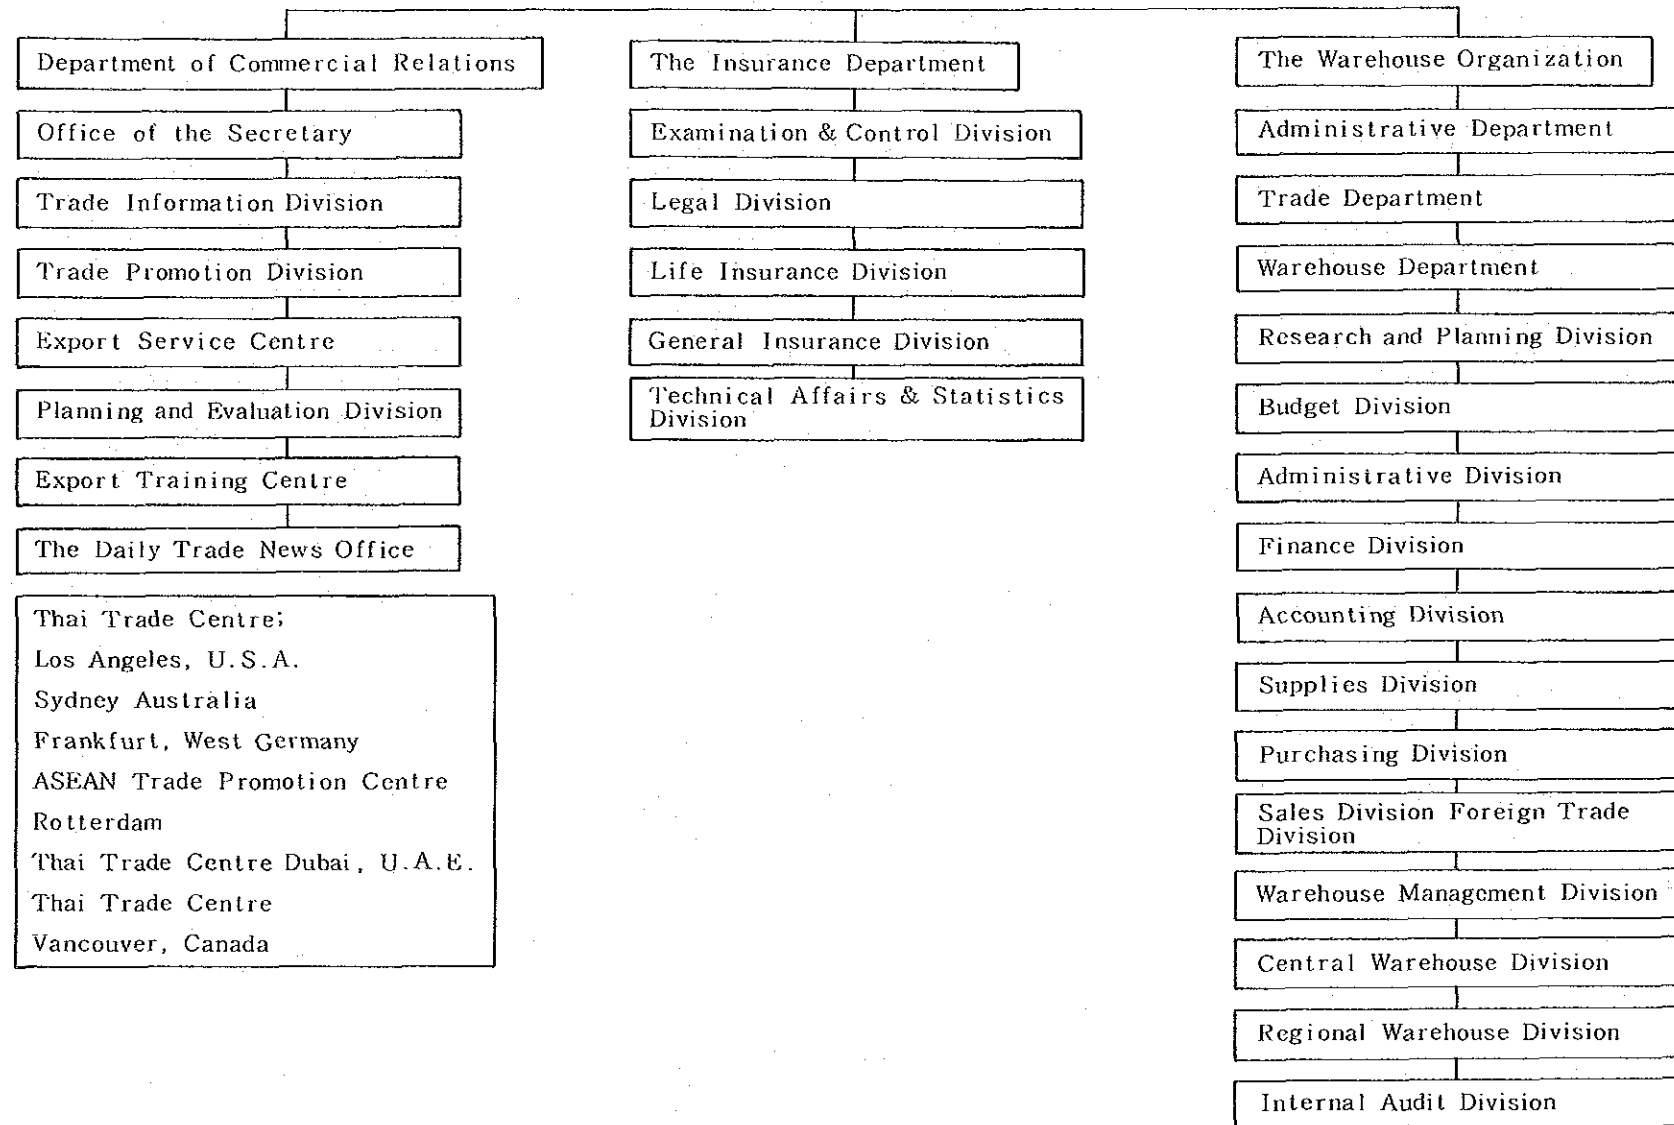 Department of Commercial Relations
Office of the Secretary
Trade Information Division
Trade Promotion Division
Export Service Centre
Planning and Evaluation Division
Export Training Centre
The Daily Trade News Office
Thai Trade Centre;
Los Angeles, U.S.A.
Sydney Australia
Frankfurt, West Germany
ASEAN Trade Promotion Centre
Rotterdam
Thai Trade Centre Dubai, U.A.E.
Thai Trade Centre
Vancouver, Canada
The Insurance Department
Examination & Control Division
Legal Division
Life Insurance Division
General Insurance Division
Technical Affairs & Statistics
Division
The Warehouse Organization
Administrative Department
Trade Department
Warehouse Department
Research and Planning Division
Budget Division
Administrative Division
Finance Division
Accounting Division
Supplies Division
Purchasing Division
Sales Division Foreign Trade
Division
Warehouse Management Division
Central Warehouse Division
Regional Warehouse Division
Internal Audit Division